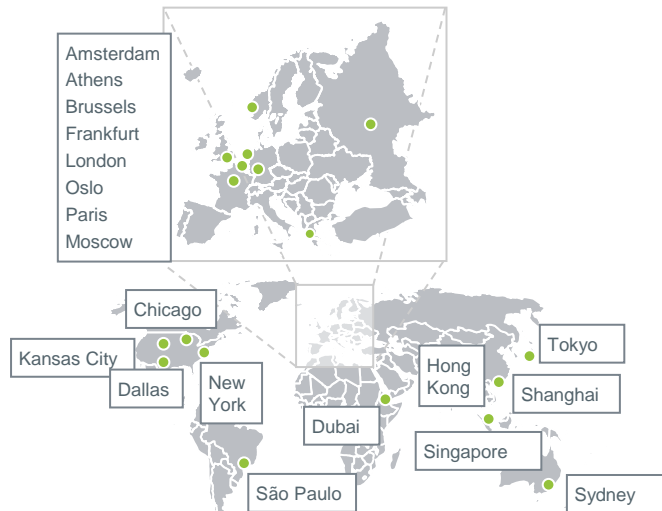 Amsterdam
Athens
Brussels
Frankfurt
London
Oslo
Paris
Moscow
Chicago
Kansas City
Dallas
New
York
São Paulo
Dubai
Hong
Kong
Tokyo
Shanghai
Singapore
Sydney